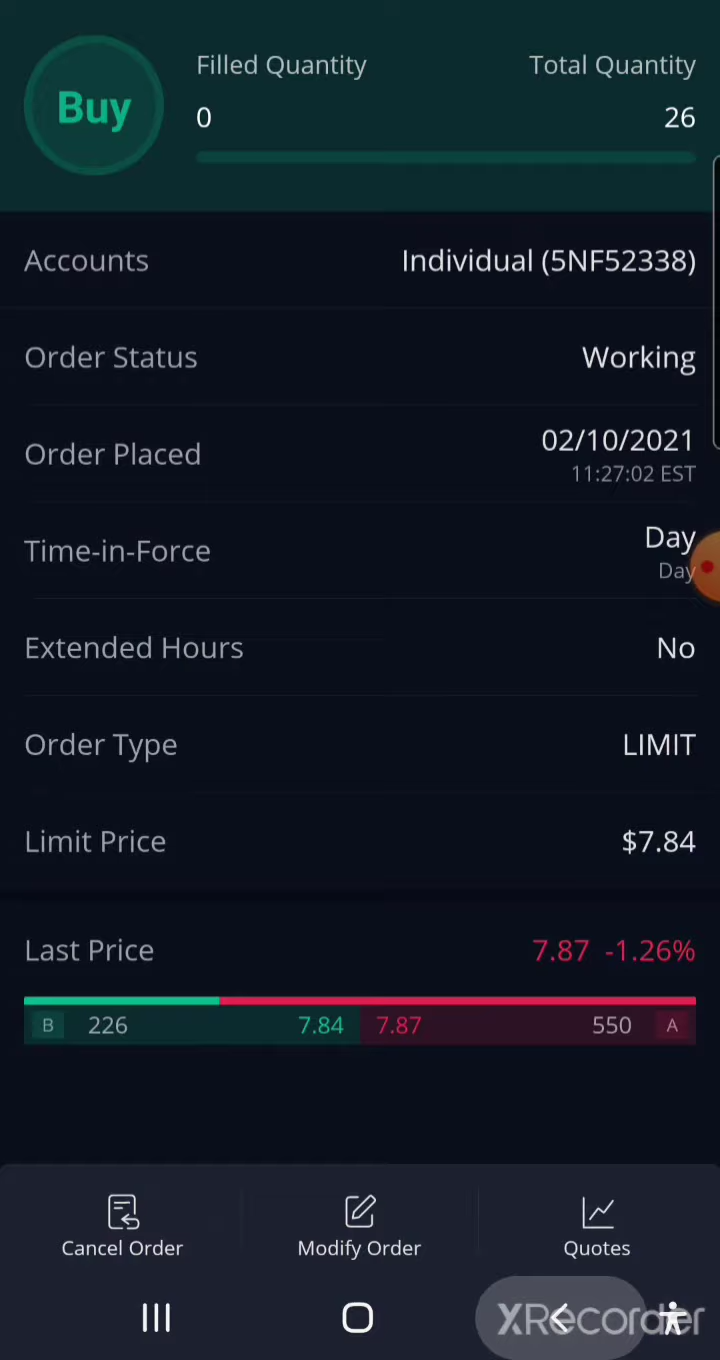 Buy
Filled Quantity Total Quantity
0 26
Accounts Individual (5NF52338)
Order Status Working
Order Placed 02/10/2021
11:27:02 EST
Time-in-Force Day
Day
Extended Hours No
Order Type LIMIT
Limit Price $7.84
Last Price 7.87 -1.26%
B 226 7.84 7.87 550 A
Cancel Order Modify Order Quotes
XRecorder